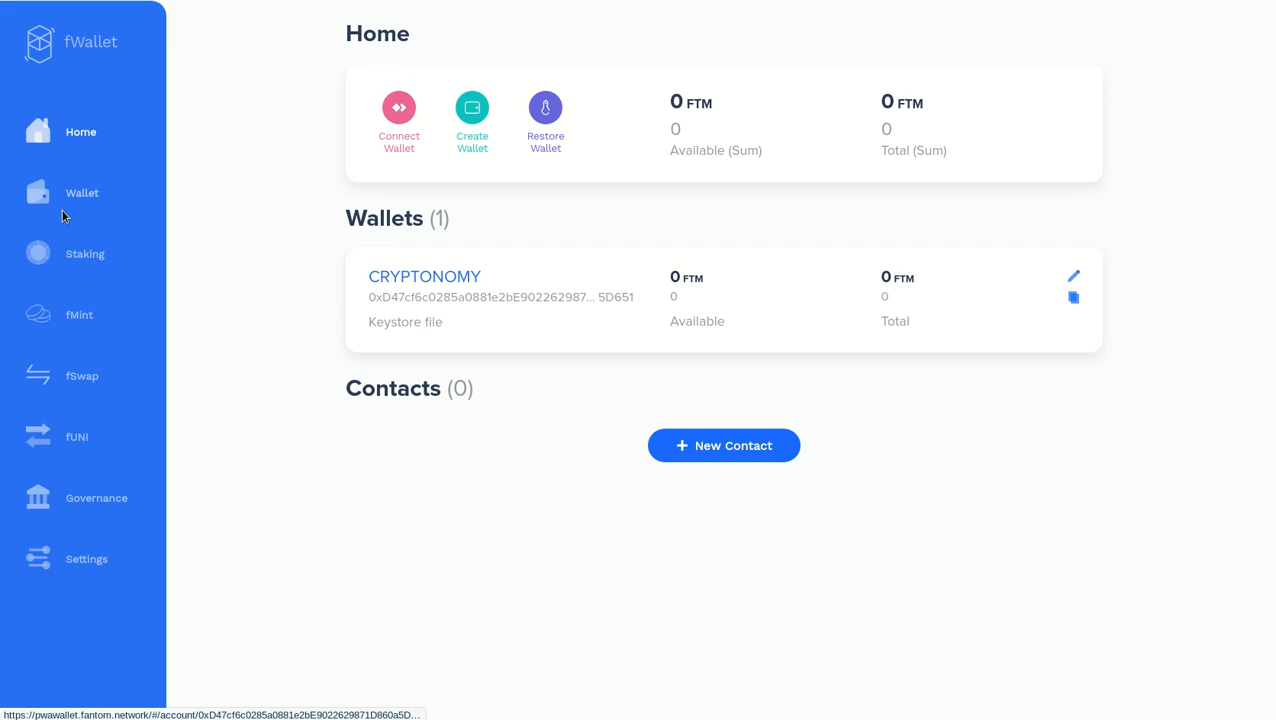 fWallet
Home
Wallet
Staking
fMint
fSwap
fUNI
Governance
Settings
Home
Connect Wallet
Create Wallet
Restore Wallet
0 FTM
0
Available (Sum)
0 FTM
0
Total (Sum)
Wallets (1)
CRYPTONOMY
0xD47cf6c0285a0881e2bE902262987... 5D651
Keystore file
0 FTM
0
Available
0 FTM
0
Total
Contacts (0)
+ New Contact
https://pwawallet.fantom.network/#/account/0xD47cf6c0285a0881e2bE9022629871D860a5D...